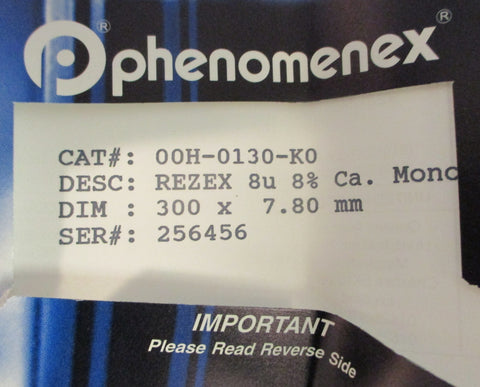 phenomenex®
CAT#: 00H-0130-K0
DESC: REZEX 8u 8% Ca. Monc
DIM : 300 x 7.80 mm
SER#: 256456
IMPORTANT
Please Read Reverse Side